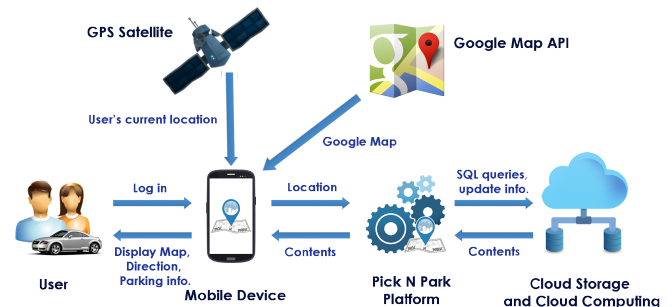 GPS Satellite
Google Map API
User's current location
Google Map
Log in
Location
SQL queries,
update info.
Display Map,
Direction,
Parking info.
Contents
Contents
User
Mobile Device
Pick N Park
Platform
Cloud Storage
and Cloud Computing